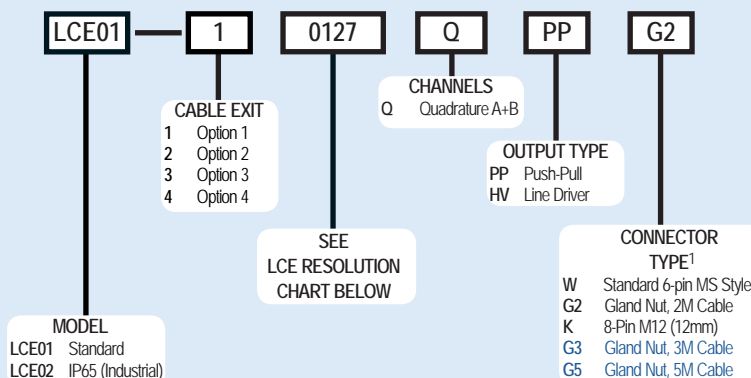 LCE01 1 0127 Q PP G2
CHANNELS
Q Quadrature A+B
CABLE EXIT
1 Option 1
2 Option 2
3 Option 3
4 Option 4
OUTPUT TYPE
PP Push-Pull
HV Line Driver
SEE
LCE RESOLUTION
CHART BELOW
CONNECTOR
TYPE1
W Standard 6-pin MS Style
G2 Gland Nut, 2M Cable
K 8-Pin M12 (12mm)
G3 Gland Nut, 3M Cable
G5 Gland Nut, 5M Cable
MODEL
LCE01 Standard
LCE02 IP65 (Industrial)